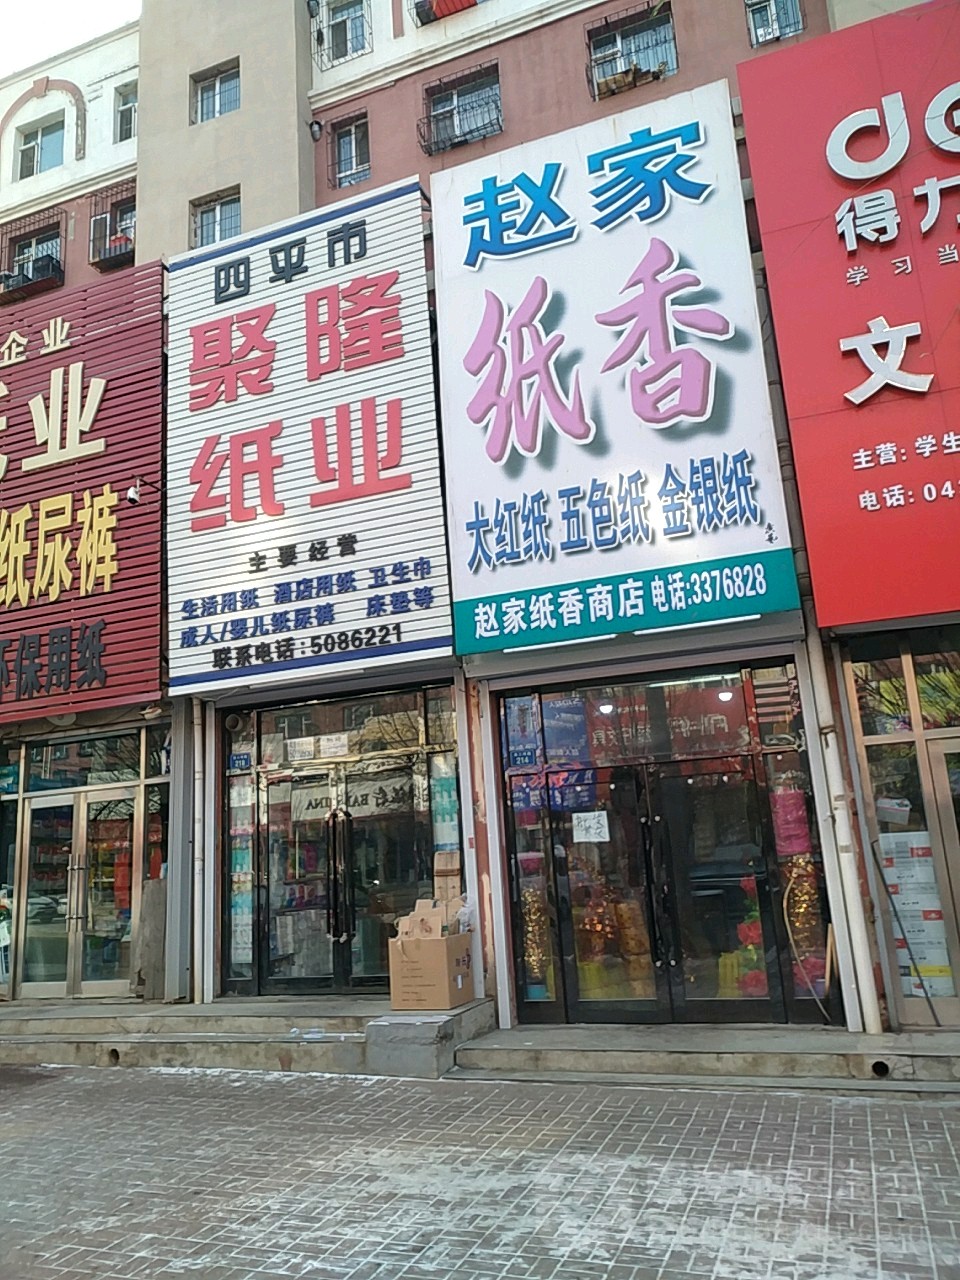 企业
业
纸尿裤
环保用纸
四平市
聚隆
纸业
主要经营
生活用纸 酒店用纸 卫生巾
成人/婴儿纸尿裤 床垫等
联系电话:5086221
赵家
纸香
大红纸 五色纸 金银纸
赵家纸香商店 电话:3376828
得力
学习当
文
主营:学生
电话:04
214